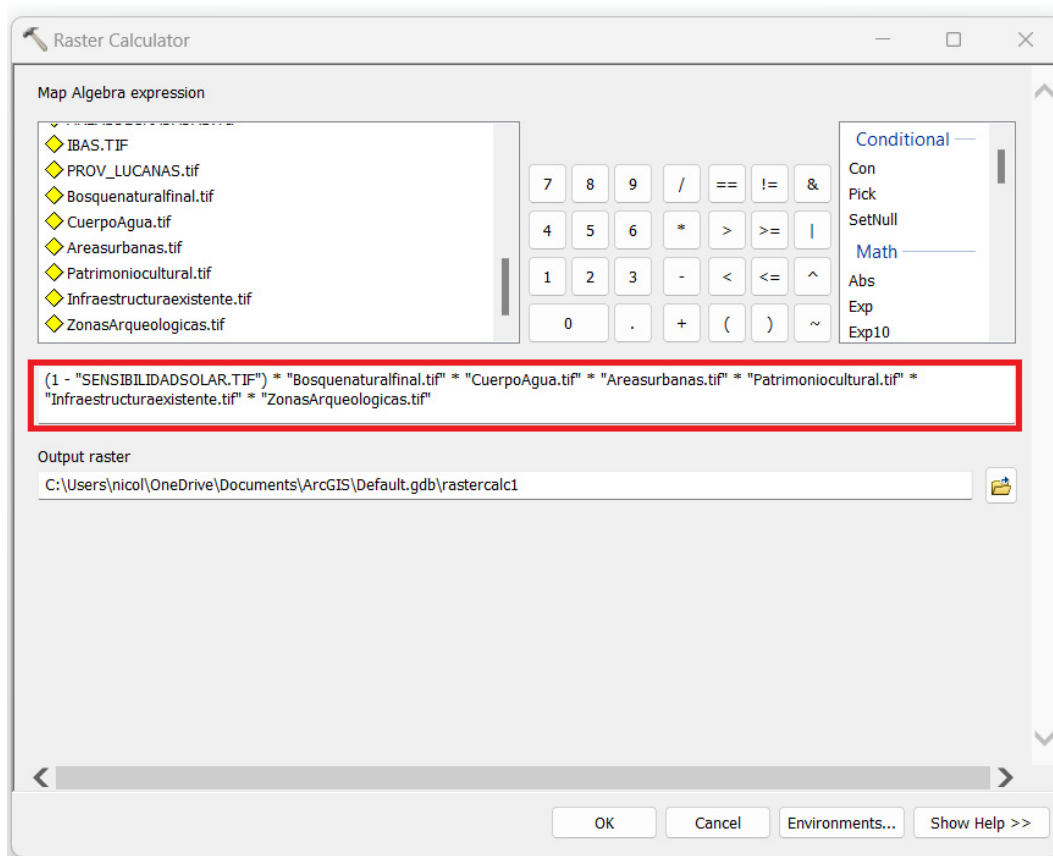 Raster Calculator
Map Algebra expression
IBAS.TIF
PROV_LUCANAS.tif
Bosquenaturalfinal.tif
CuerpoAgua.tif
Areasurbanas.tif
Patrimoniocultural.tif
Infraestructuraexistente.tif
ZonasArqueologicas.tif
7 8 9 / == != &
4 5 6 * > >= |
1 2 3 - < <= ^
0 . + ( ) ~
Conditional
Con
Pick
SetNull
Math
Abs
Exp
Exp10
(1 - "SENSIBILIDADSOLAR.TIF") * "Bosquenaturalfinal.tif" * "CuerpoAgua.tif" * "Areasurbanas.tif" * "Patrimoniocultural.tif" *
"Infraestructuraexistente.tif" * "ZonasArqueologicas.tif"
Output raster
C:\Users\nicol\OneDrive\Documents\ArcGIS\Default.gdb\rastercalc1
OK Cancel Environments... Show Help >>